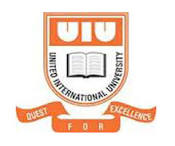 UIU
UNITED INTERNATIONAL UNIVERSITY
QUEST
FOR
EXCELLENCE